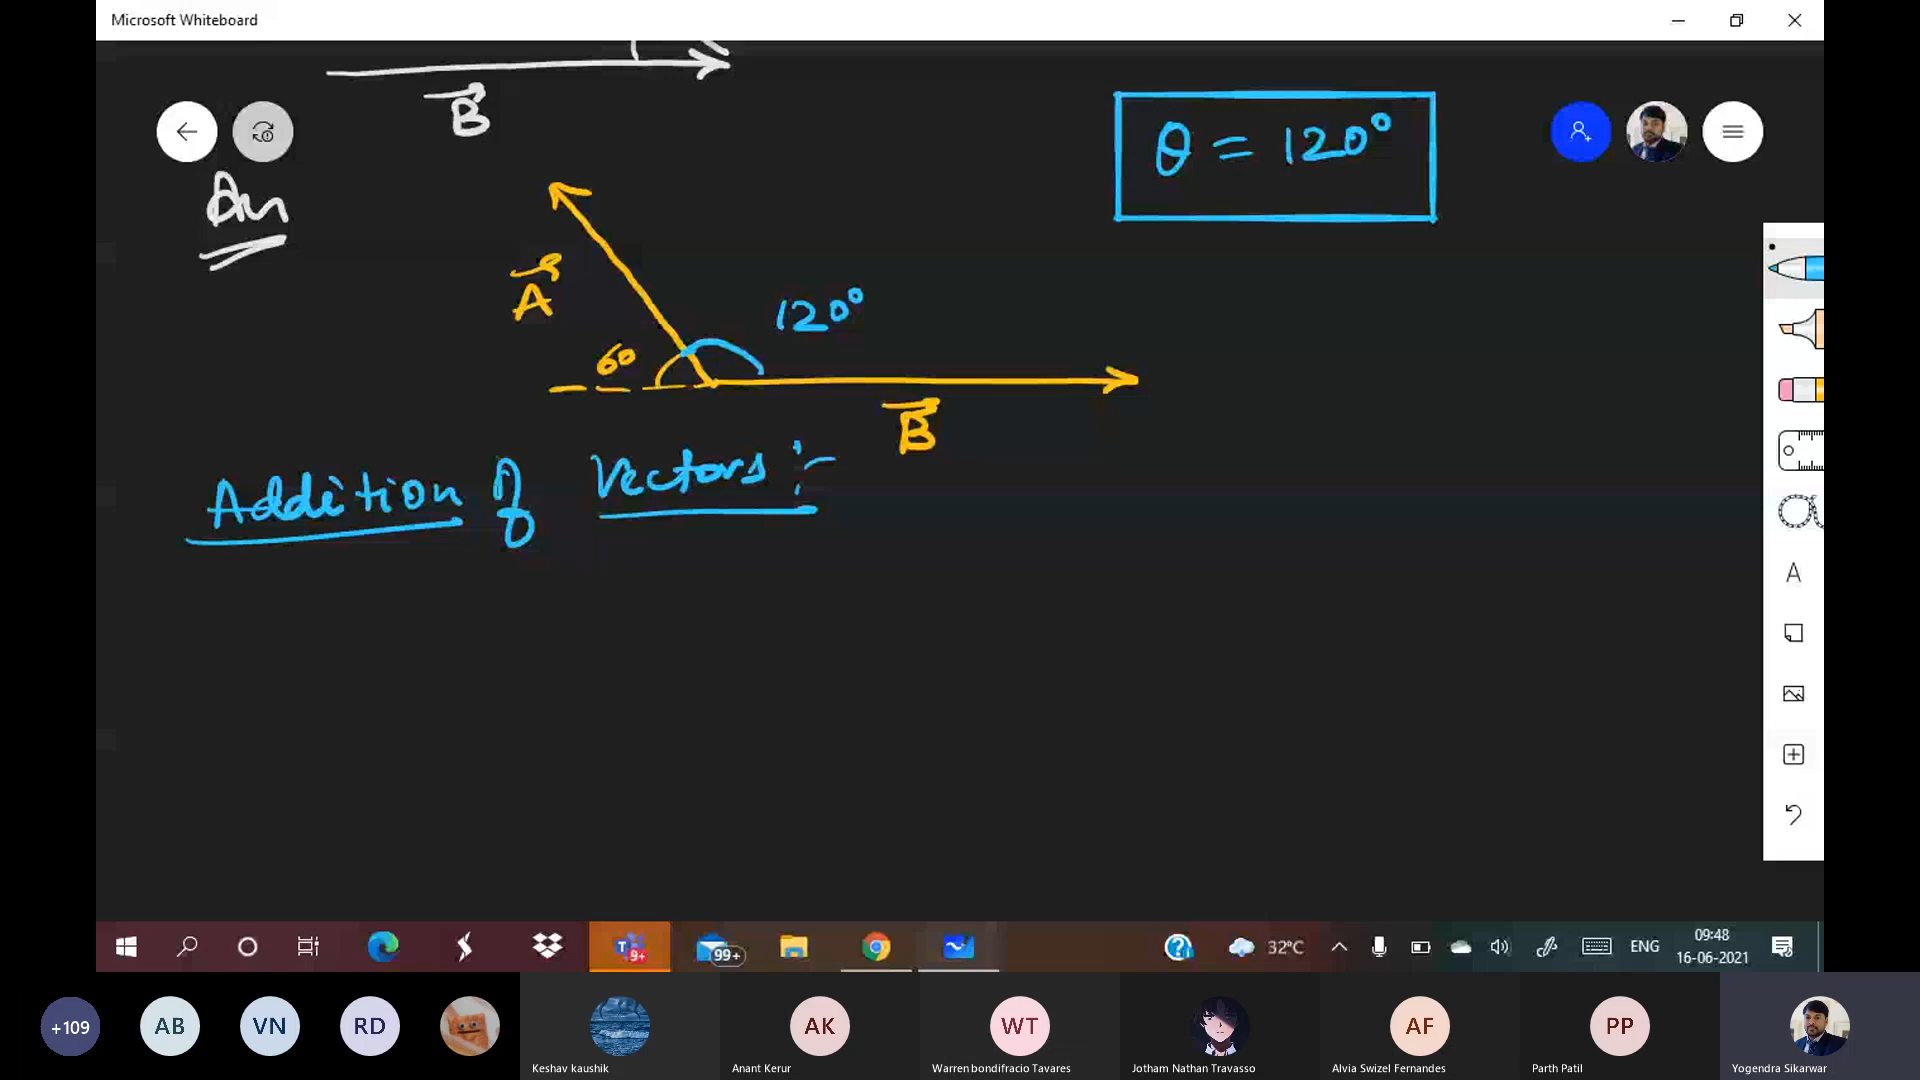 Microsoft Whiteboard
B
θ = 120°
A
120°
60
B
Addition of Vectors :-
A
T 9+
99+
32°C
ENG
09:48
16-06-2021
+109
AB
VN
RD
AK
WT
AF
PP
Keshav kaushik
Anant Kerur
Warren bondifracio Tavares
Jotham Nathan Travasso
Alvia Swizel Fernandes
Parth Patil
Yogendra Sikarwar